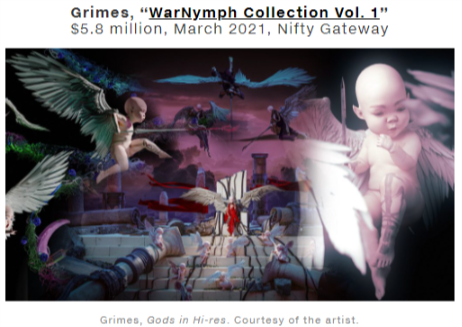 Grimes, “WarNymph Collection Vol. 1”
$5.8 million, March 2021, Nifty Gateway
Grimes, Gods in Hi-res. Courtesy of the artist.